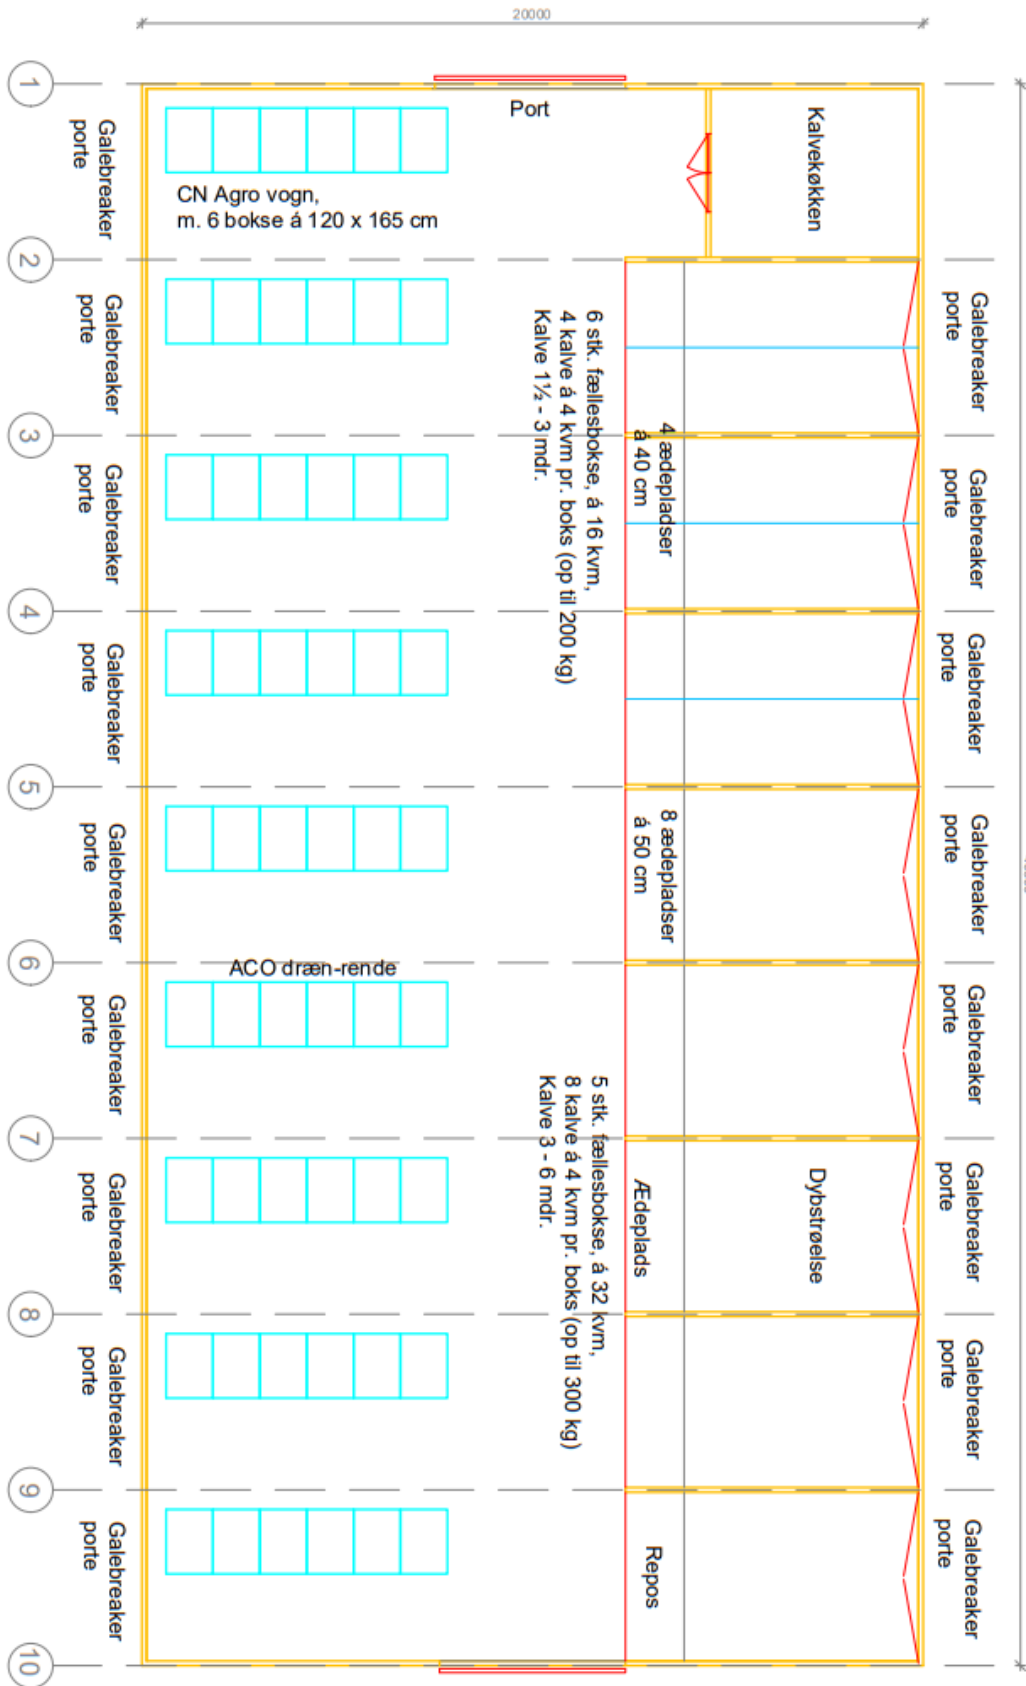 20000
1
Port
Kalvekøkken
Galebreaker
porte
CN Agro vogn,
m. 6 bokse á 120 x 165 cm
2
Galebreaker
porte
6 stk. fællesbokse, á 16 kvm,
4 kalve á 4 kvm pr. boks (op til 200 kg)
Kalve 1½ - 3 mdr.
Galebreaker
porte
3
4 ædepladser
á 40 cm
Galebreaker
porte
Galebreaker
porte
4
Galebreaker
porte
Galebreaker
porte
5
Galebreaker
porte
8 ædepladser
á 50 cm
Galebreaker
porte
6
ACO dræn-rende
Galebreaker
porte
Galebreaker
porte
5 stk. fællesbokse, á 32 kvm,
8 kalve á 4 kvm pr. boks (op til 300 kg)
Kalve 3 - 6 mdr.
7
Galebreaker
porte
Ædeplads
Dybstrøelse
Galebreaker
porte
8
Galebreaker
porte
Galebreaker
porte
9
Galebreaker
porte
Repos
Galebreaker
porte
10